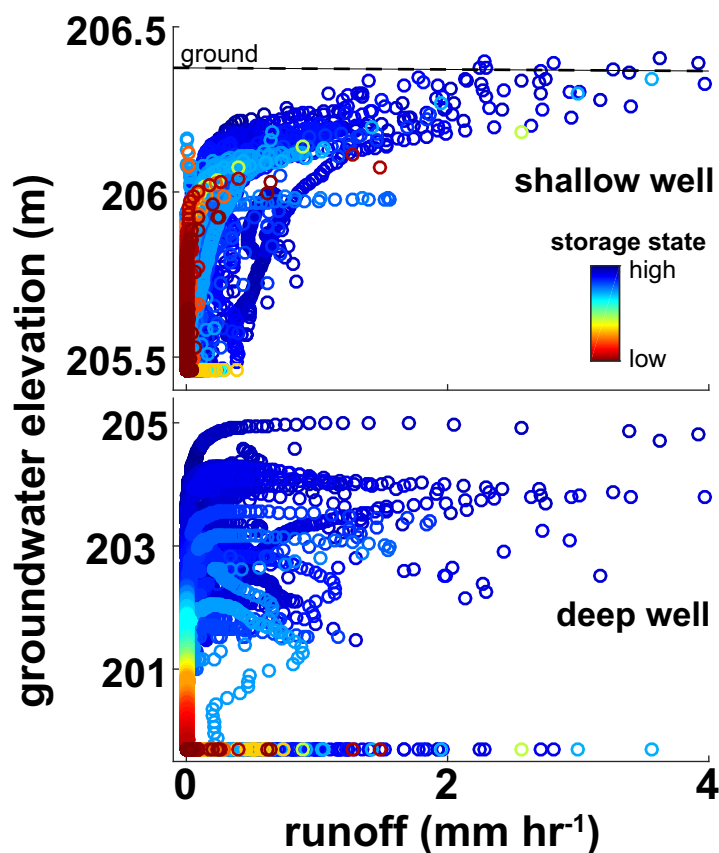 206.5
ground
206
shallow well
storage state
high
low
205.5
groundwater elevation (m)
205
203
deep well
201
0
2
4
runoff (mm hr-1)